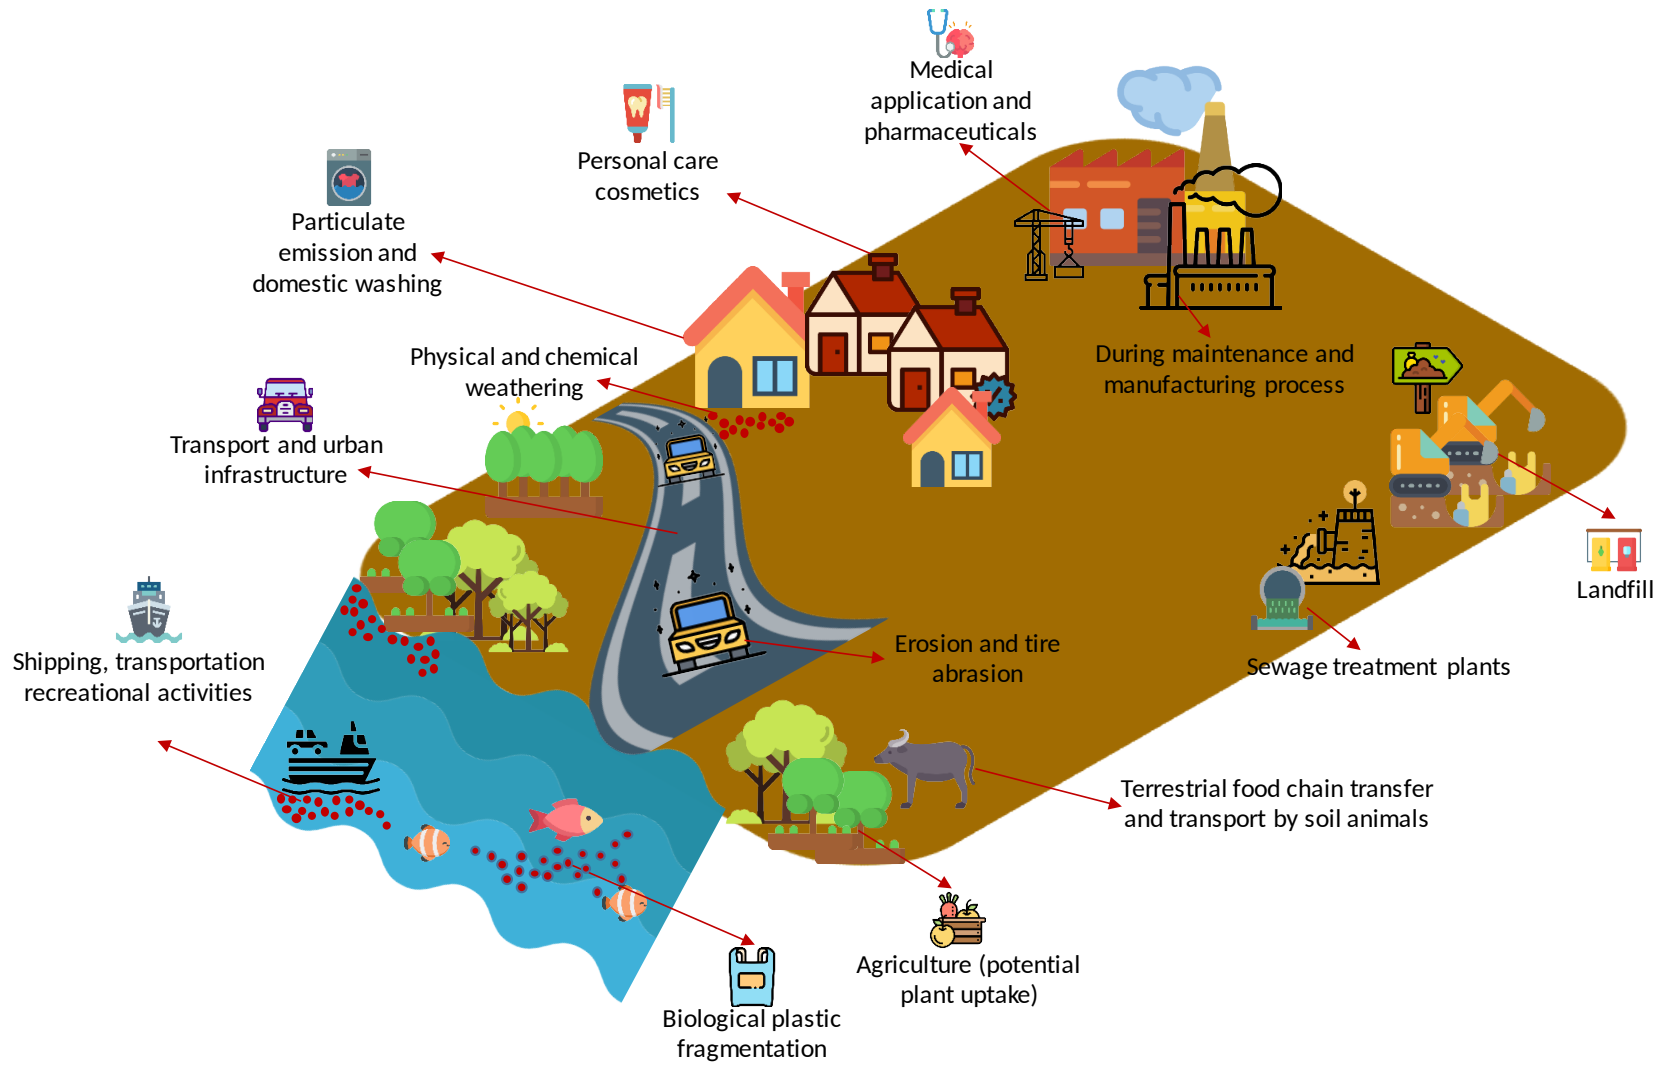 Medical
application and
pharmaceuticals
Personal care
cosmetics
Particulate
emission and
domestic washing
Physical and chemical
weathering
During maintenance and
manufacturing process
Transport and urban
infrastructure
Landfill
Shipping, transportation
recreational activities
Erosion and tire
abrasion
Sewage treatment plants
Terrestrial food chain transfer
and transport by soil animals
Agriculture (potential
plant uptake)
Biological plastic
fragmentation